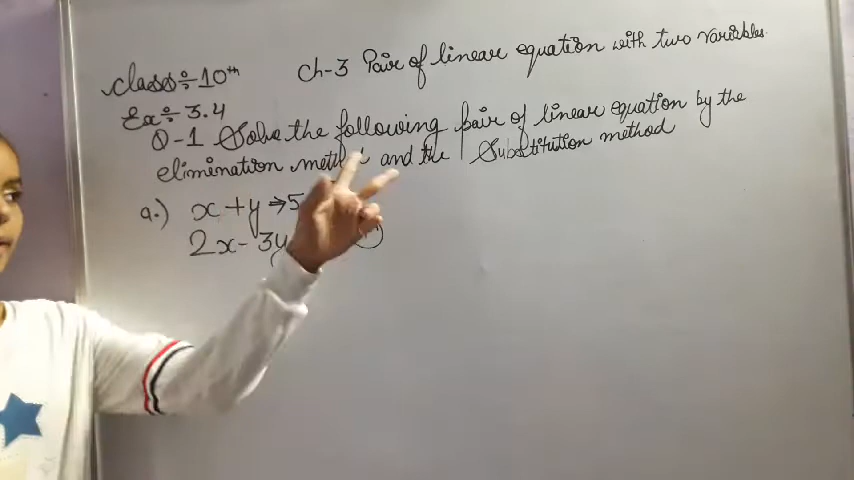 Class÷10th
Ch-3 Pair of linear equation with two variables
Ex÷3.4
Q-1 Solve the following pair of linear equation by the
elimination and the Substitution method
a.) x+y→5
2x-3y